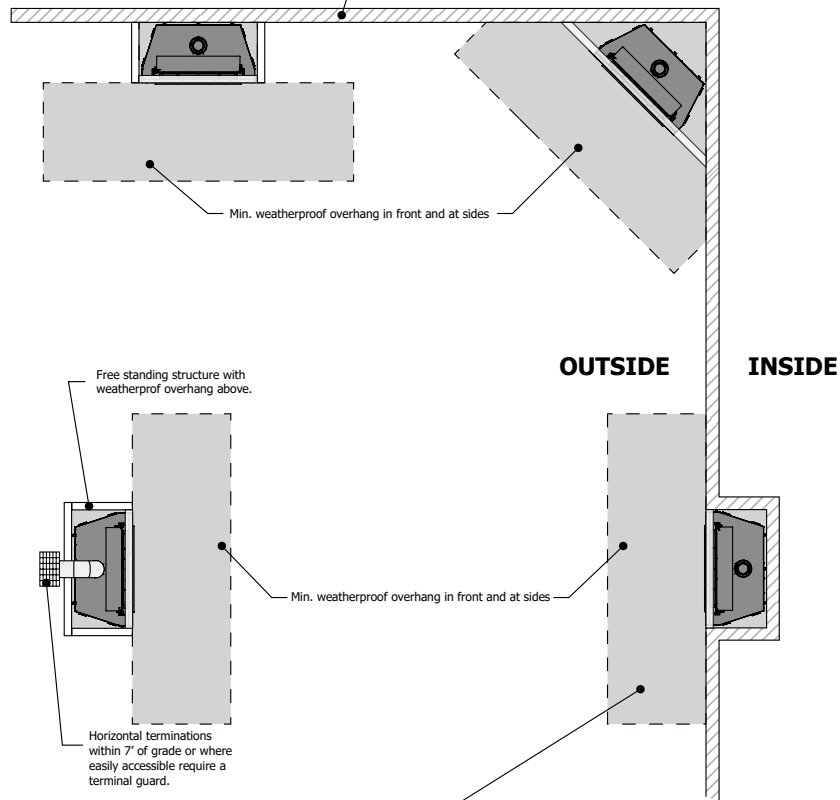 Min. weatherproof overhang in front and at sides
OUTSIDE
INSIDE
Free standing structure with
weatherprof overhang above.
Min. weatherproof overhang in front and at sides
Horizontal terminations
within 7' of grade or where
easily accessible require a
terminal guard.